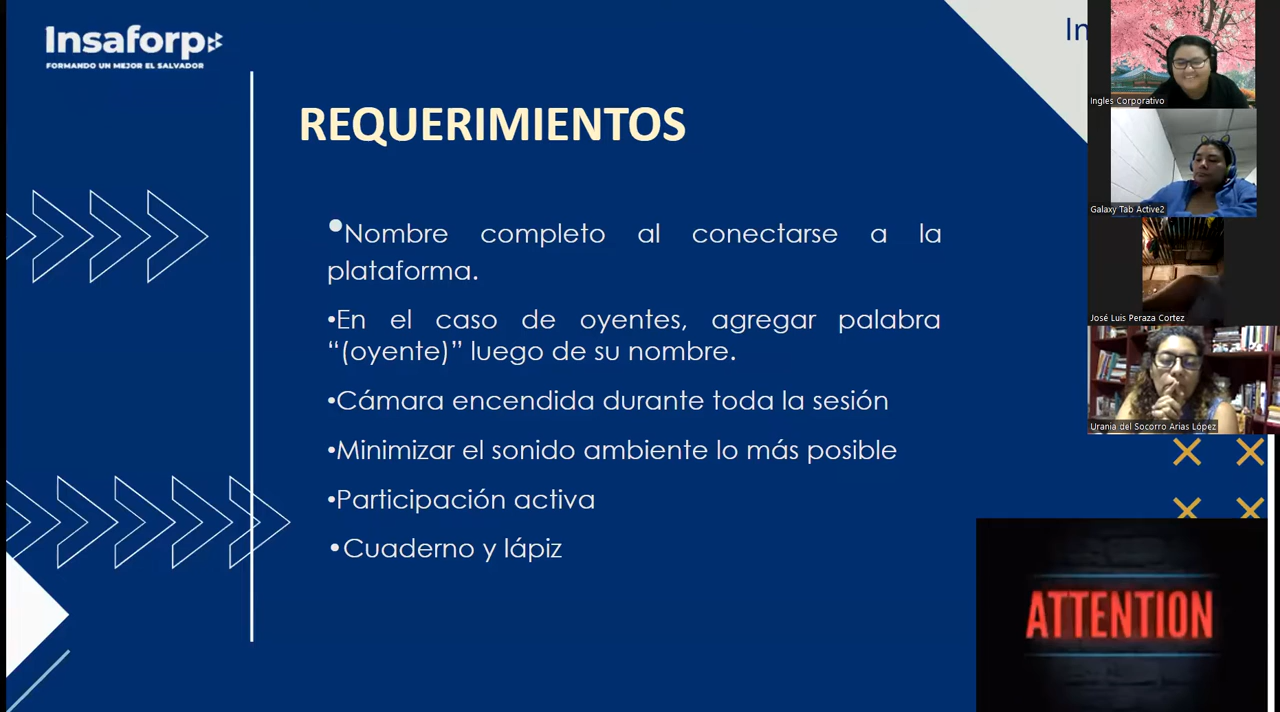 Insaforp
FORMANDO UN MEJOR EL SALVADOR
In
REQUERIMIENTOS
•Nombre completo al conectarse a la
plataforma.
•En el caso de oyentes, agregar palabra
“(oyente)” luego de su nombre.
•Cámara encendida durante toda la sesión
•Minimizar el sonido ambiente lo más posible
•Participación activa
•Cuaderno y lápiz
Ingles Corporativo
Galaxy Tab Active2
José Luis Peraza Cortez
Urania del Socorro Arias López
ATTENTION